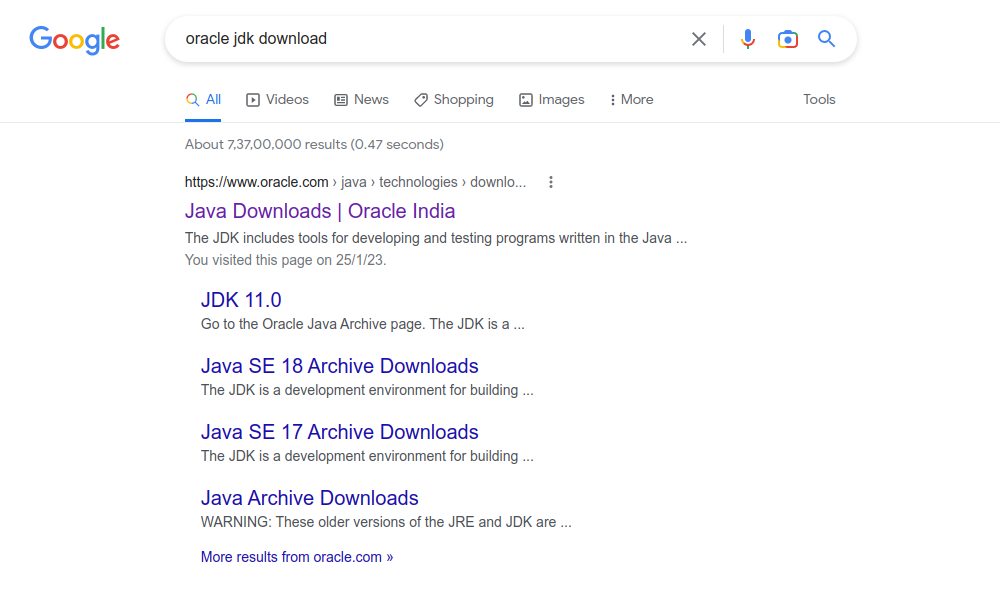 Google
oracle jdk download
All Videos News Shopping Images More Tools
About 7,37,00,000 results (0.47 seconds)
https://www.oracle.com › java › technologies › downlo...
Java Downloads | Oracle India
The JDK includes tools for developing and testing programs written in the Java ...
You visited this page on 25/1/23.
JDK 11.0
Go to the Oracle Java Archive page. The JDK is a ...
Java SE 18 Archive Downloads
The JDK is a development environment for building ...
Java SE 17 Archive Downloads
The JDK is a development environment for building ...
Java Archive Downloads
WARNING: These older versions of the JRE and JDK are ...
More results from oracle.com »